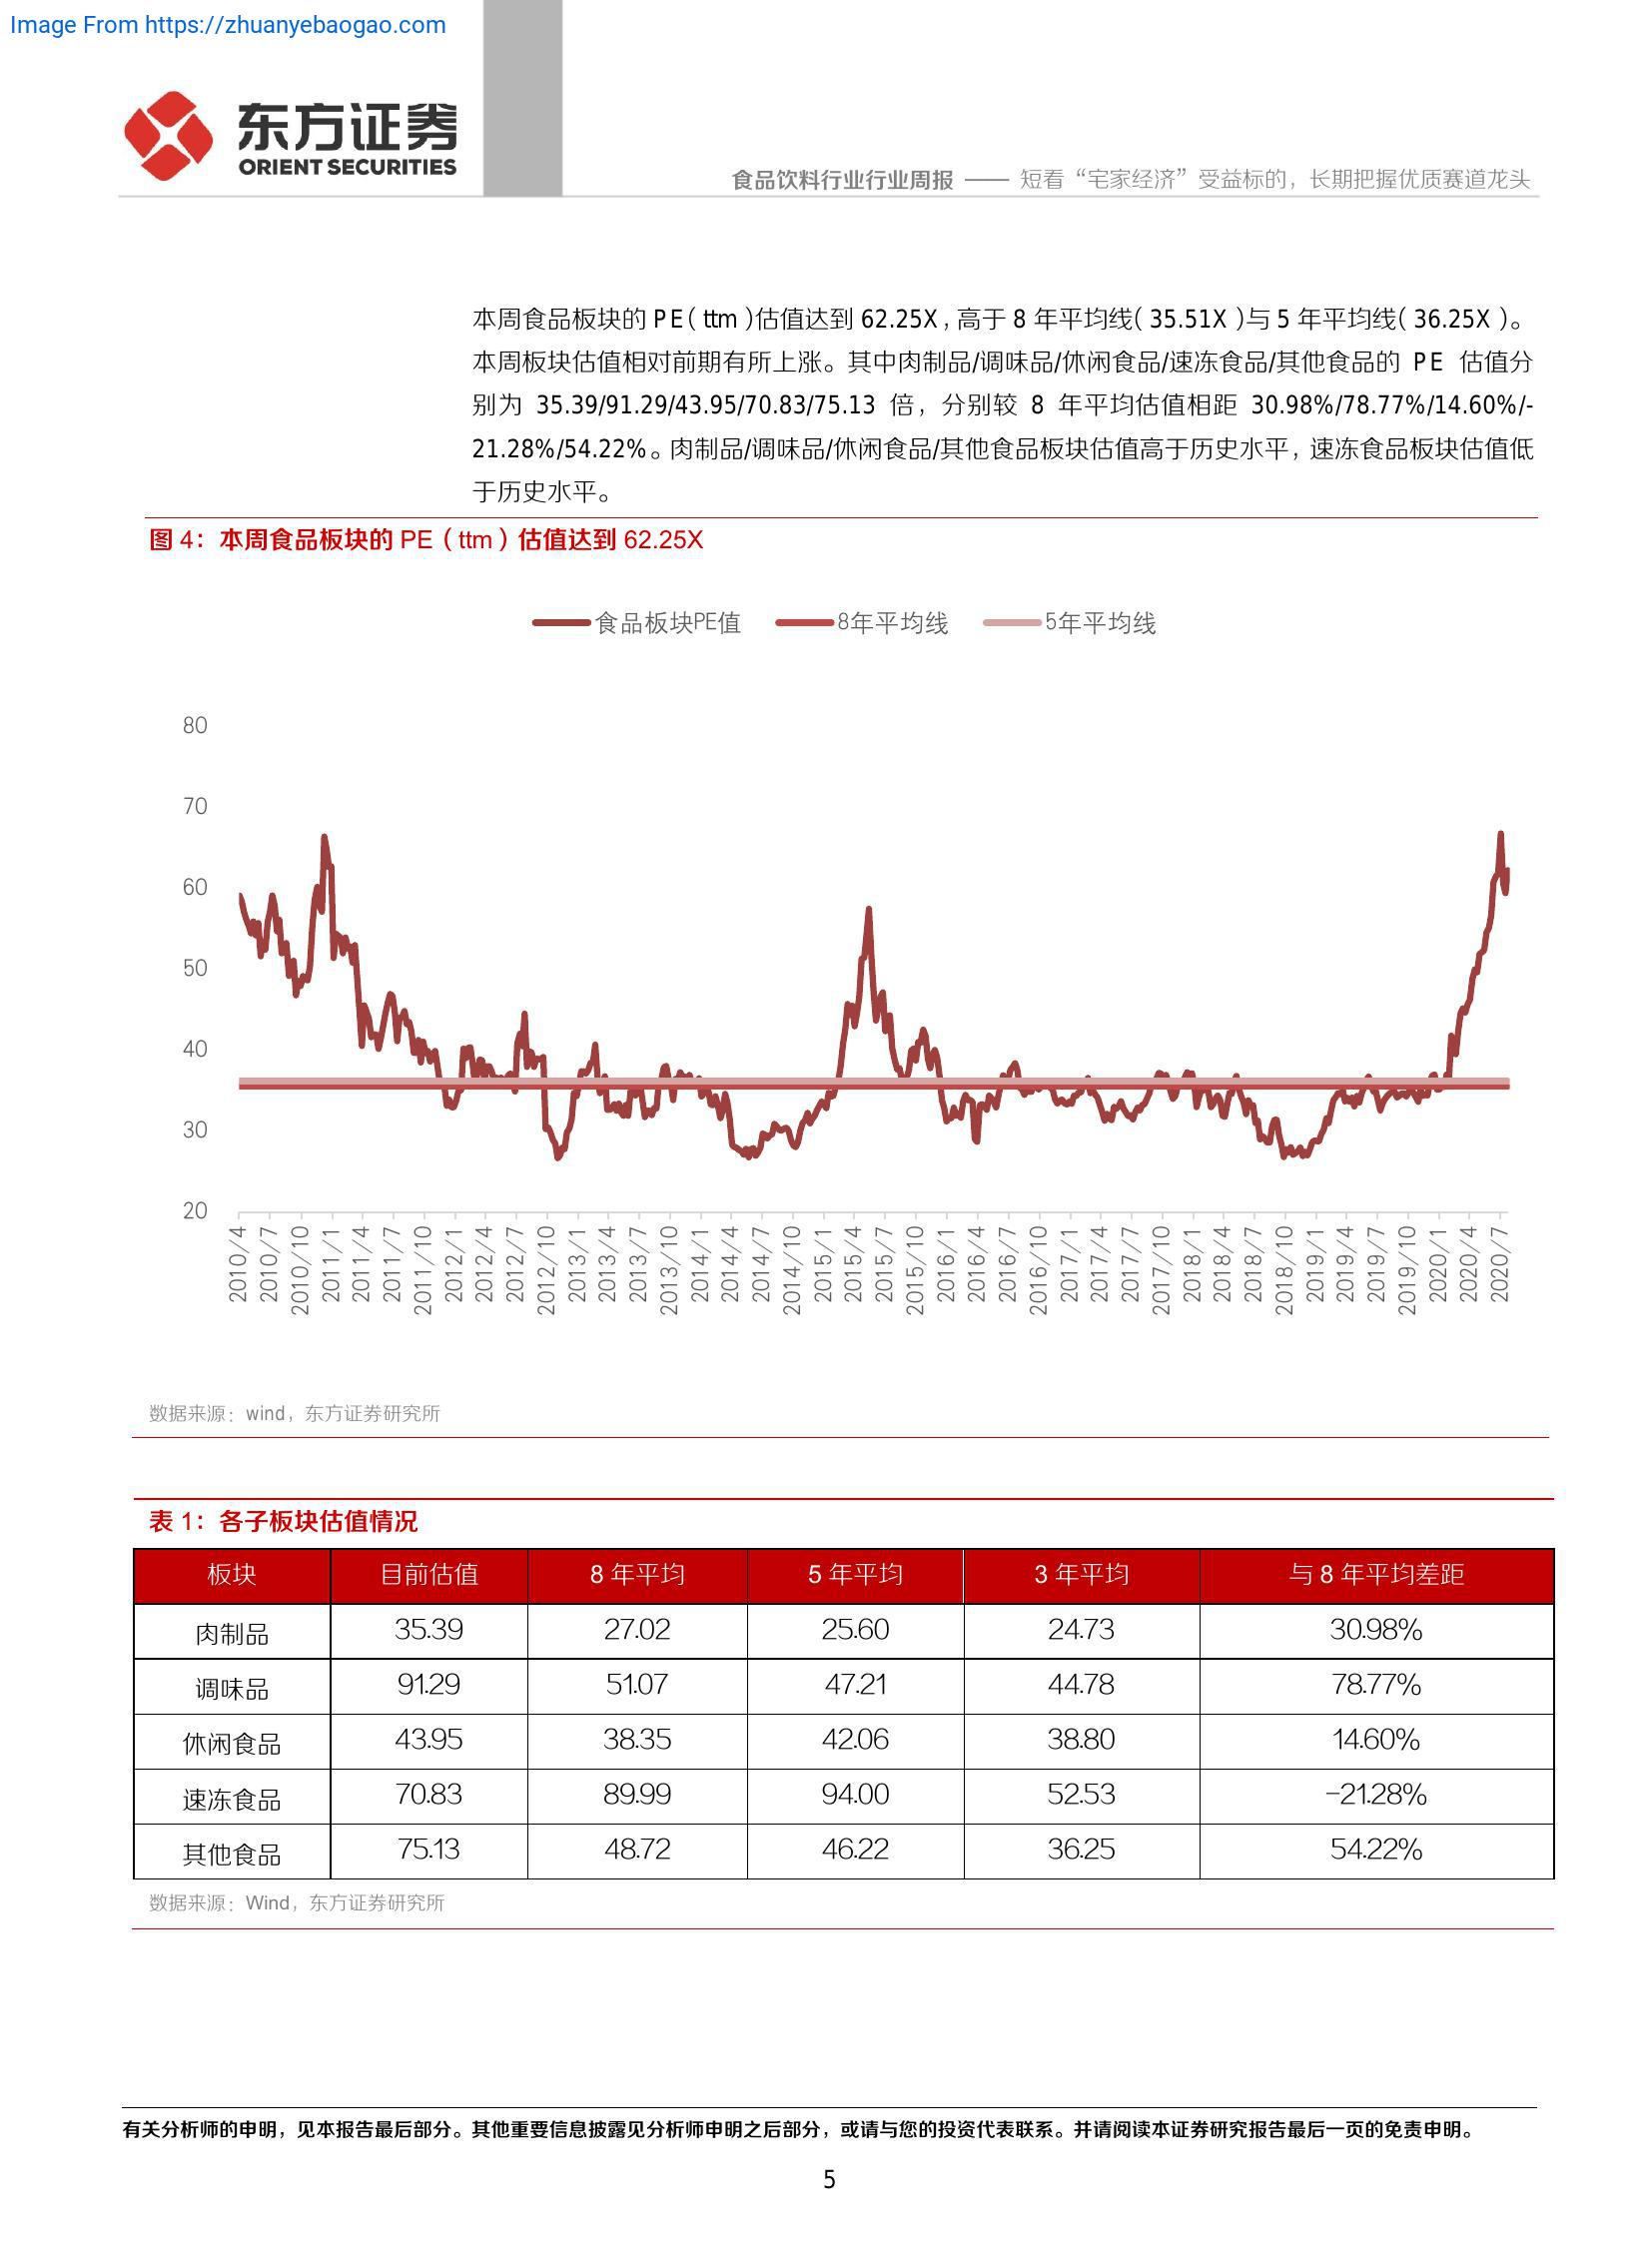 Image From https://zhuanyebaogao.com
东方证券
ORIENT SECURITIES
食品饮料行业行业周报 —— 短看“宅家经济”受益标的，长期把握优质赛道龙头
本周食品板块的 PE（ttm）估值达到 62.25X，高于 8 年平均线（35.51X）与 5 年平均线（36.25X）。
本周板块估值相对前期有所上涨。其中肉制品/调味品/休闲食品/速冻食品/其他食品的 PE 估值分
别为 35.39/91.29/43.95/70.83/75.13 倍，分别较 8 年平均估值相距 30.98%/78.77%/14.60%/-
21.28%/54.22%。肉制品/调味品/休闲食品/其他食品板块估值高于历史水平，速冻食品板块估值低
于历史水平。
图 4：本周食品板块的 PE（ttm）估值达到 62.25X
食品板块PE值 8年平均线 5年平均线
80
70
60
50
40
30
20
2010/4 2010/7 2010/10 2011/1 2011/4 2011/7 2011/10 2012/1 2012/4 2012/7 2012/10 2013/1 2013/4 2013/7 2013/10 2014/1 2014/4 2014/7 2014/10 2015/1 2015/4 2015/7 2015/10 2016/1 2016/4 2016/7 2016/10 2017/1 2017/4 2017/7 2017/10 2018/1 2018/4 2018/7 2018/10 2019/1 2019/4 2019/7 2019/10 2020/1 2020/4 2020/7
数据来源：wind，东方证券研究所
表 1：各子板块估值情况
板块 目前估值 8 年平均 5 年平均 3 年平均 与 8 年平均差距
肉制品 35.39 27.02 25.60 24.73 30.98%
调味品 91.29 51.07 47.21 44.78 78.77%
休闲食品 43.95 38.35 42.06 38.80 14.60%
速冻食品 70.83 89.99 94.00 52.53 -21.28%
其他食品 75.13 48.72 46.22 36.25 54.22%
数据来源：Wind，东方证券研究所
有关分析师的申明，见本报告最后部分。其他重要信息披露见分析师申明之后部分，或请与您的投资代表联系。并请阅读本证券研究报告最后一页的免责申明。
5